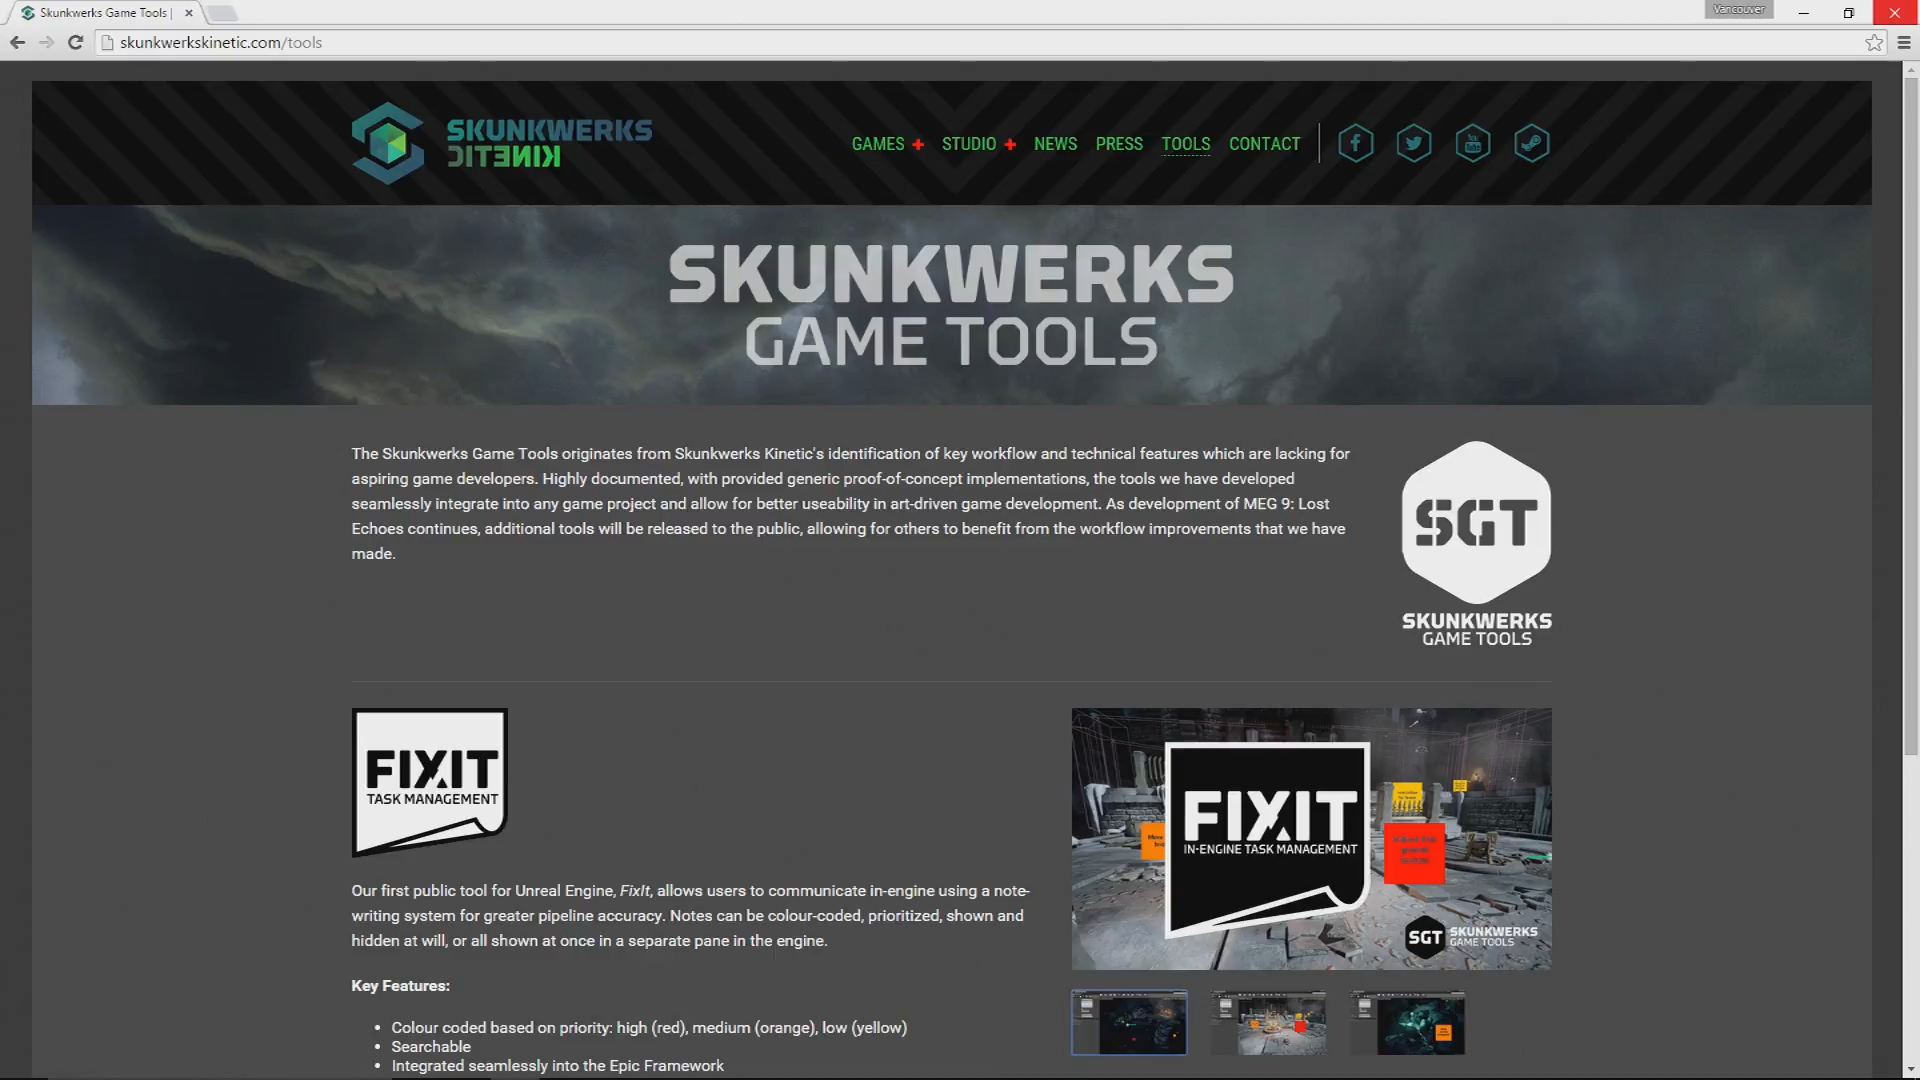 Skunkwerks Game Tools |
Vancouver
skunkwerkskinetic.com/tools
SKUNKWERKS
KINETIC
GAMES + STUDIO + NEWS PRESS TOOLS CONTACT
SKUNKWERKS
GAME TOOLS
The Skunkwerks Game Tools originates from Skunkwerks Kinetic's identification of key workflow and technical features which are lacking for
aspiring game developers. Highly documented, with provided generic proof-of-concept implementations, the tools we have developed
seamlessly integrate into any game project and allow for better useability in art-driven game development. As development of MEG 9: Lost
Echoes continues, additional tools will be released to the public, allowing for others to benefit from the workflow improvements that we have
made.
SGT
SKUNKWERKS
GAME TOOLS
FIXIT
TASK MANAGEMENT
Our first public tool for Unreal Engine, FixIt, allows users to communicate in-engine using a note-
writing system for greater pipeline accuracy. Notes can be colour-coded, prioritized, shown and
hidden at will, or all shown at once in a separate pane in the engine.
Key Features:
• Colour coded based on priority: high (red), medium (orange), low (yellow)
• Searchable
• Integrated seamlessly into the Epic Framework
FIXIT
IN-ENGINE TASK MANAGEMENT
SGT SKUNKWERKS
GAME TOOLS